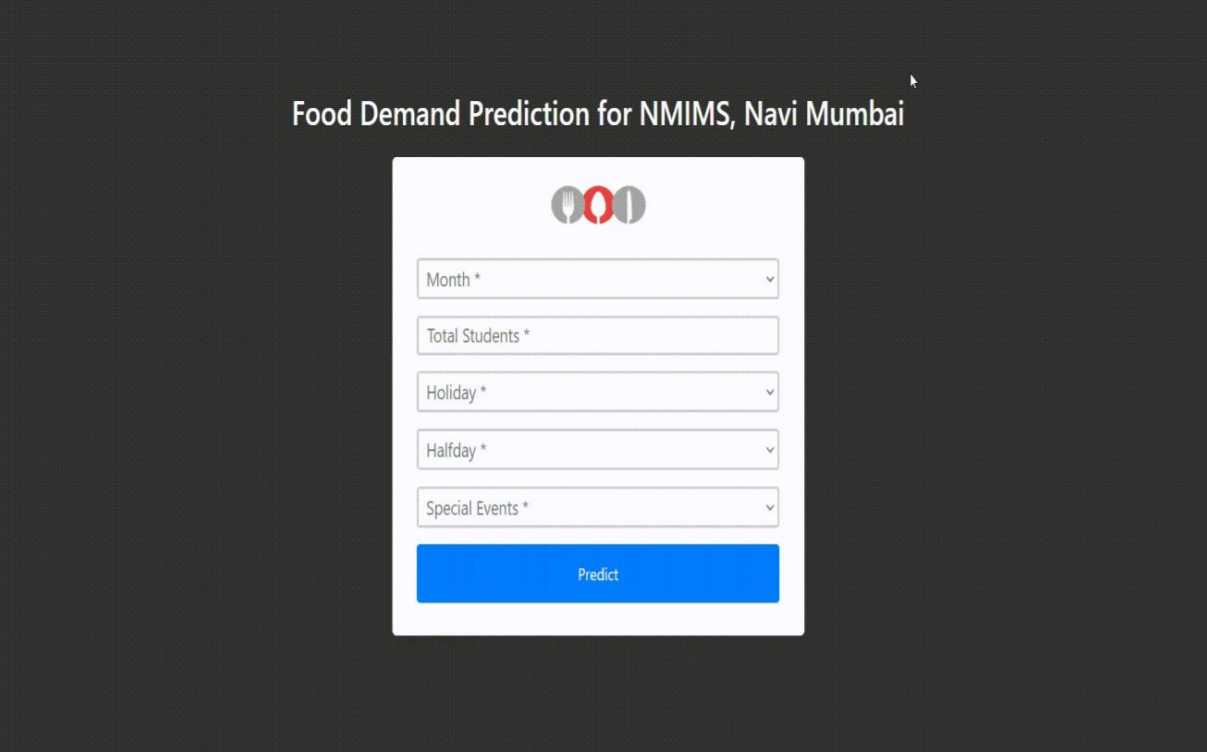 Food Demand Prediction for NMIMS, Navi Mumbai
Month *
Total Students *
Holiday *
Halfday *
Special Events *
Predict